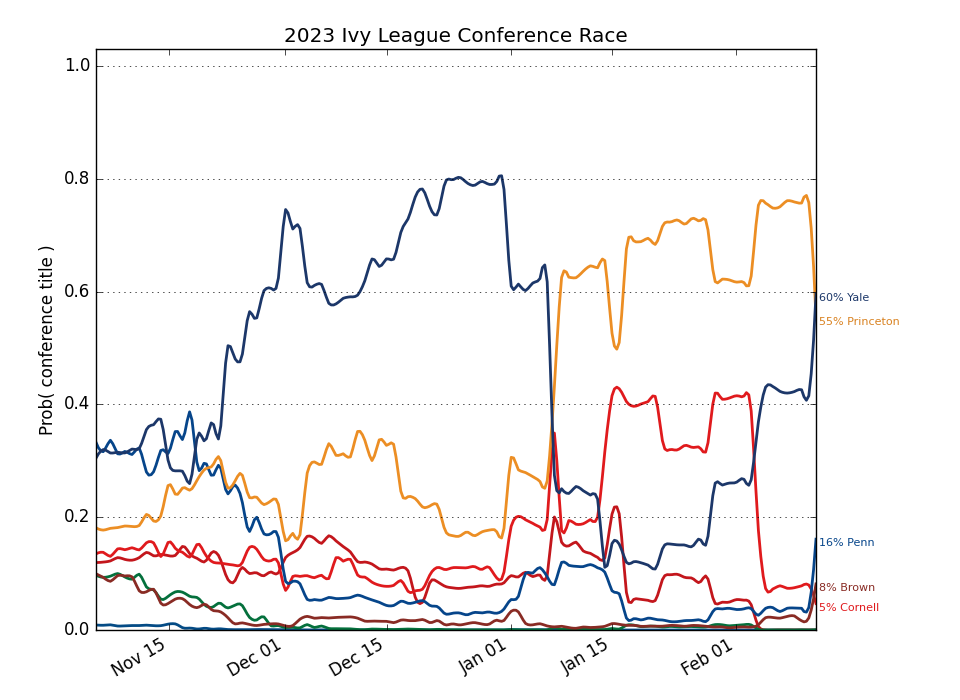 2023 Ivy League Conference Race
Prob( conference title )
1.0
0.8
0.6
0.4
0.2
0.0
60% Yale
55% Princeton
16% Penn
8% Brown
5% Cornell
Nov 15
Dec 01
Dec 15
Jan 01
Jan 15
Feb 01